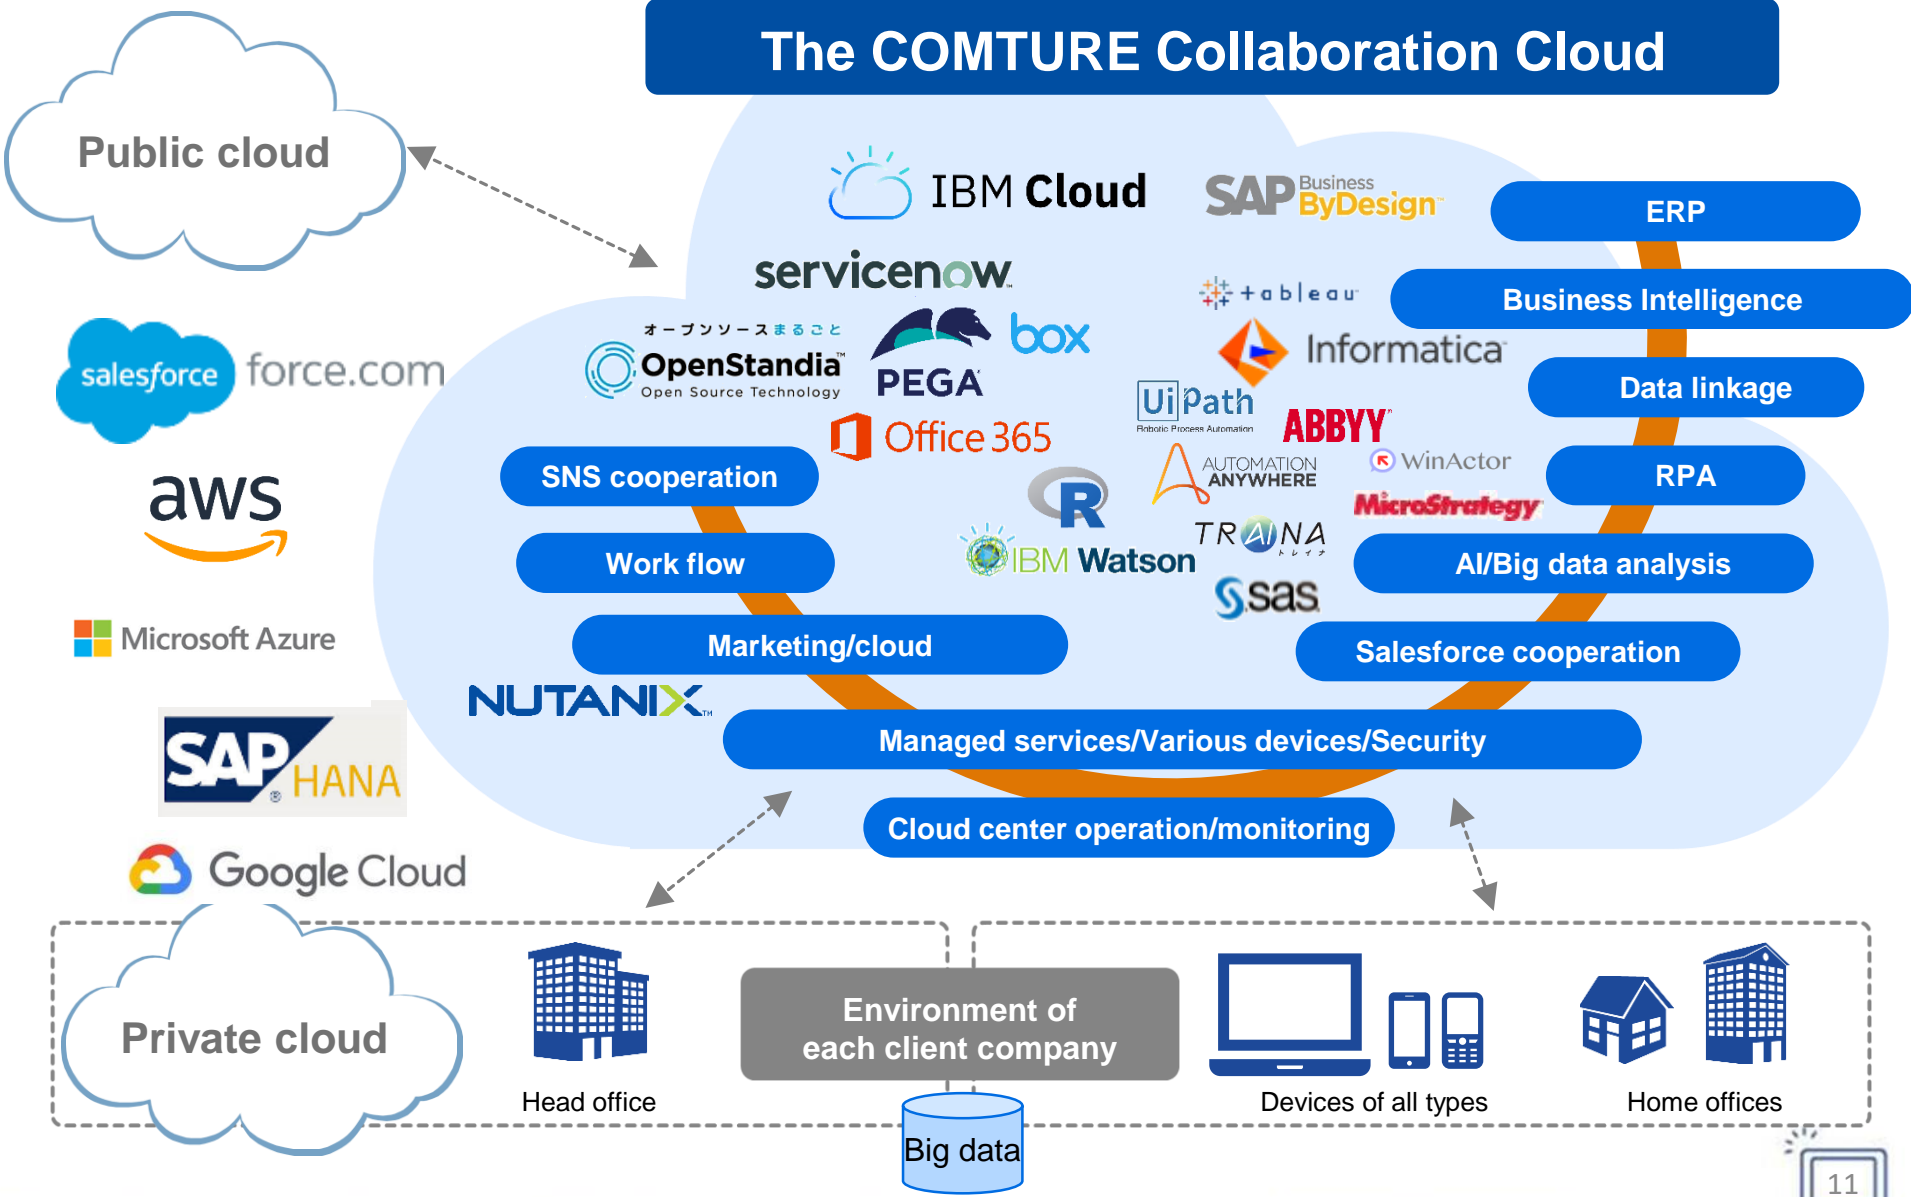 The COMTURE Collaboration Cloud
Public cloud
IBM Cloud
SAP Business ByDesign™
ERP
servicenow™
tableau
Business Intelligence
オープンソースまるごと
OpenStandia™
Open Source Technology
PEGA
box
Informatica
salesforce
force.com
Data linkage
UiPath
Robotic Process Automation
ABBYY®
Office 365
SNS cooperation
AUTOMATION
ANYWHERE
WinActor
RPA
aws
R
MicroStrategy
TRAINA
トレイナ
IBM Watson
Work flow
AI/Big data analysis
sas
Microsoft Azure
Marketing/cloud
Salesforce cooperation
NUTANIX™
Managed services/Various devices/Security
SAP®
HANA
Cloud center operation/monitoring
Google Cloud
Private cloud
Environment of
each client company
Head office
Devices of all types
Home offices
Big data
11